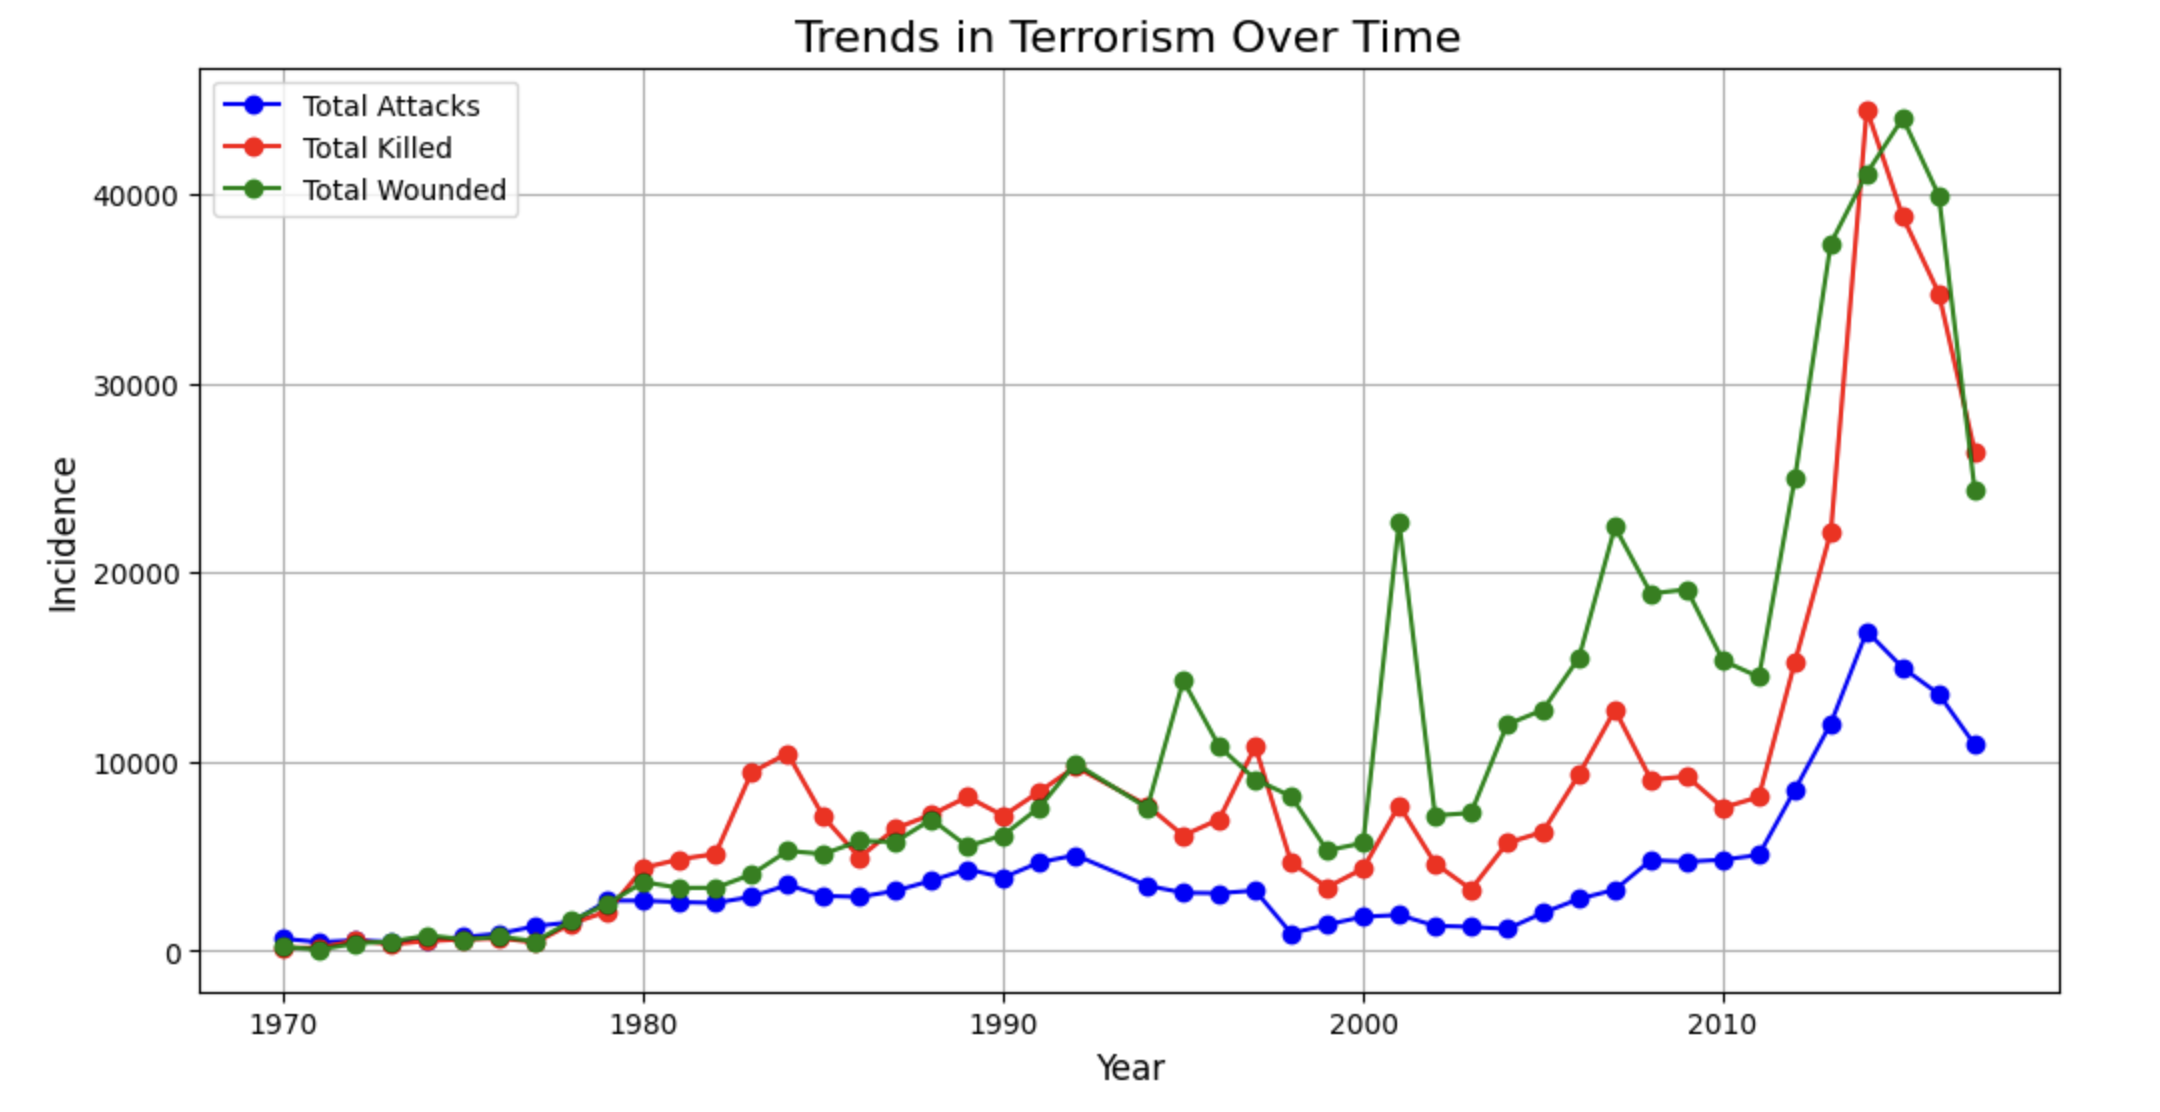 Trends in Terrorism Over Time
Total Attacks
Total Killed
Total Wounded
Incidence
40000
30000
20000
10000
0
1970 1980 1990 2000 2010
Year